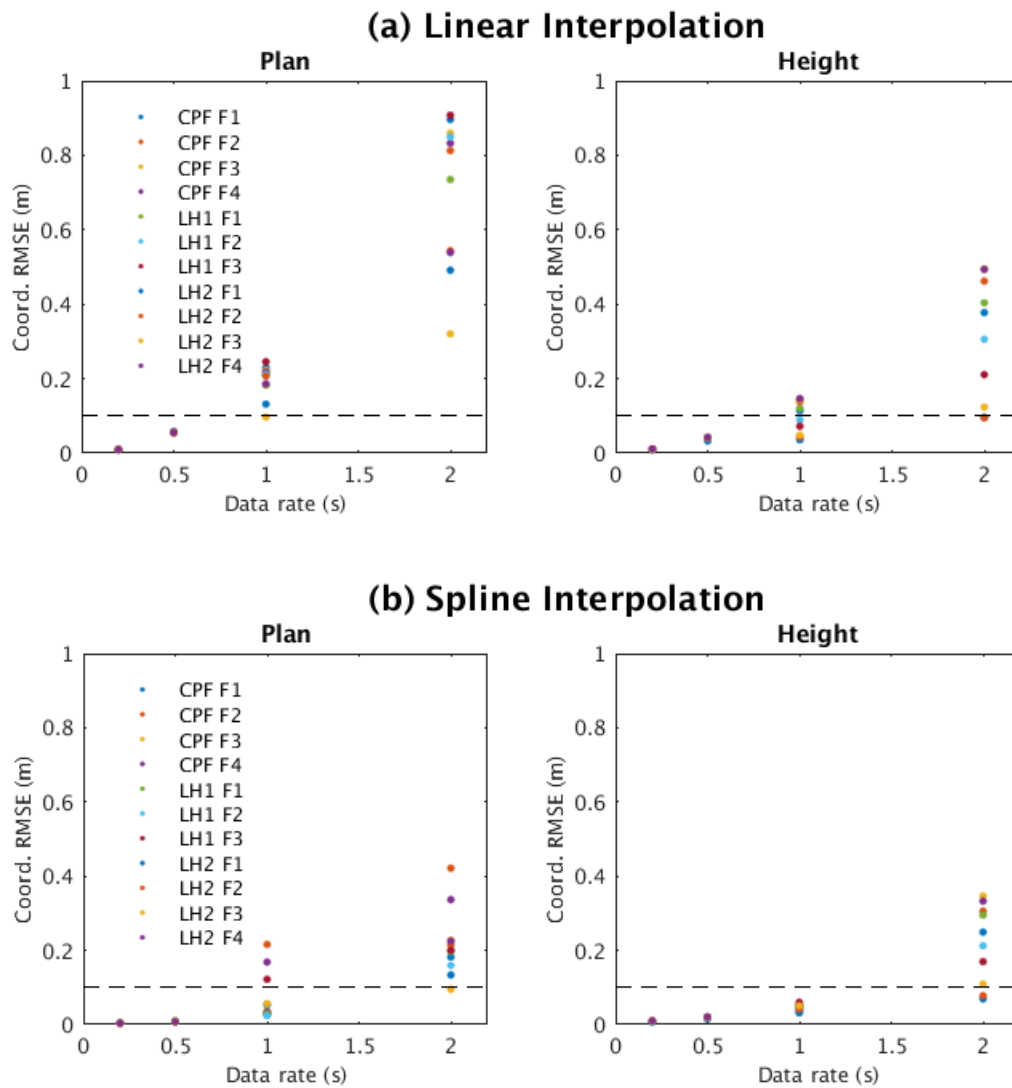 (a) Linear Interpolation
Plan
Height
1
0.8
0.6
0.4
0.2
0
Coord. RMSE (m)
CPF F1
CPF F2
CPF F3
CPF F4
LH1 F1
LH1 F2
LH1 F3
LH2 F1
LH2 F2
LH2 F3
LH2 F4
0 0.5 1 1.5 2
Data rate (s)
1
0.8
0.6
0.4
0.2
0
Coord. RMSE (m)
0 0.5 1 1.5 2
Data rate (s)
(b) Spline Interpolation
Plan
Height
1
0.8
0.6
0.4
0.2
0
Coord. RMSE (m)
CPF F1
CPF F2
CPF F3
CPF F4
LH1 F1
LH1 F2
LH1 F3
LH2 F1
LH2 F2
LH2 F3
LH2 F4
0 0.5 1 1.5 2
Data rate (s)
1
0.8
0.6
0.4
0.2
0
Coord. RMSE (m)
0 0.5 1 1.5 2
Data rate (s)